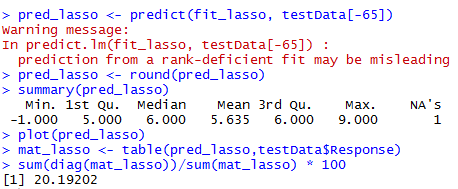 > pred_lasso <- predict(fit_lasso, testData[-65])
Warning message:
In predict.lm(fit_lasso, testData[-65]) :
  prediction from a rank-deficient fit may be misleading
> pred_lasso <- round(pred_lasso)
> summary(pred_lasso)
   Min. 1st Qu.  Median    Mean 3rd Qu.    Max.    NA's
 -1.000   5.000   6.000   5.635   6.000   9.000       1
> plot(pred_lasso)
> mat_lasso <- table(pred_lasso,testData$Response)
> sum(diag(mat_lasso))/sum(mat_lasso) * 100
[1] 20.19202